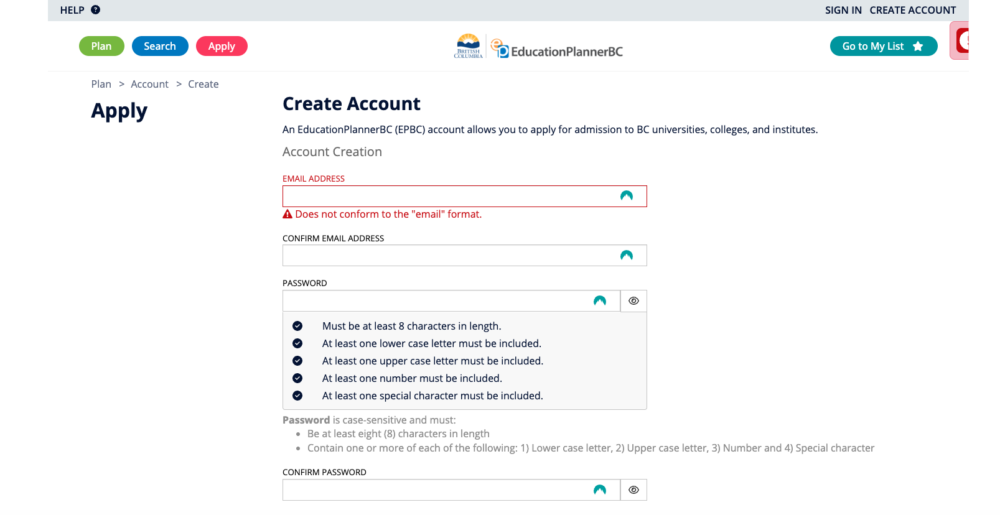 HELP
SIGN IN CREATE ACCOUNT
Plan Search Apply
BRITISH
COLUMBIA
EducationPlannerBC
Go to My List
Plan > Account > Create
Apply
Create Account
An EducationPlannerBC (EPBC) account allows you to apply for admission to BC universities, colleges, and institutes.
Account Creation
EMAIL ADDRESS
Does not conform to the "email" format.
CONFIRM EMAIL ADDRESS
PASSWORD
Must be at least 8 characters in length.
At least one lower case letter must be included.
At least one upper case letter must be included.
At least one number must be included.
At least one special character must be included.
Password is case-sensitive and must:
• Be at least eight (8) characters in length
• Contain one or more of each of the following: 1) Lower case letter, 2) Upper case letter, 3) Number and 4) Special character
CONFIRM PASSWORD